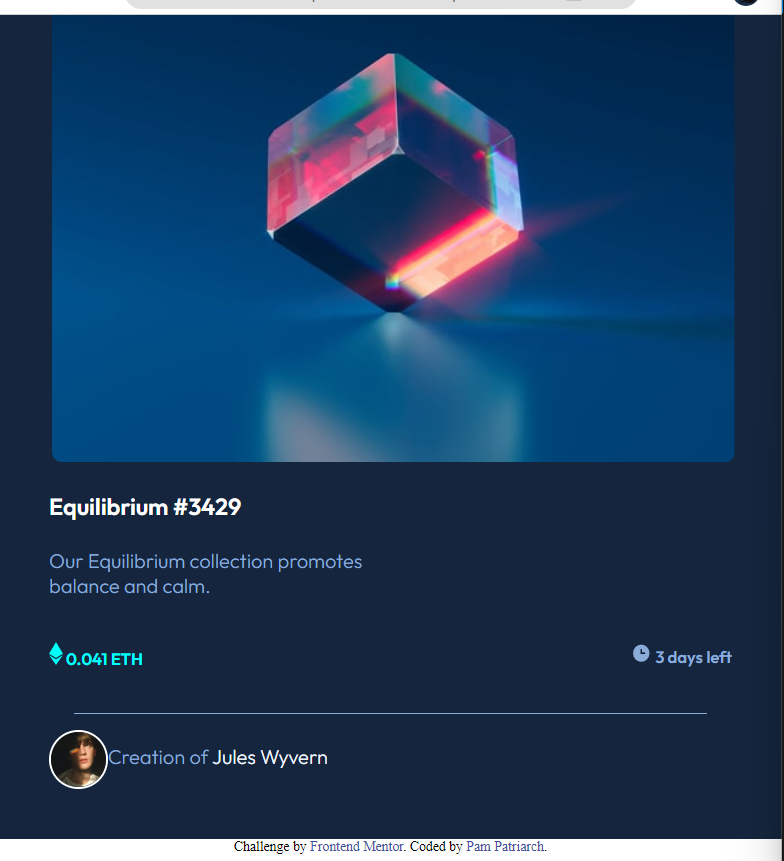 Equilibrium #3429
Our Equilibrium collection promotes
balance and calm.
0.041 ETH
3 days left
Creation of Jules Wyvern
Challenge by Frontend Mentor. Coded by Pam Patriarch.